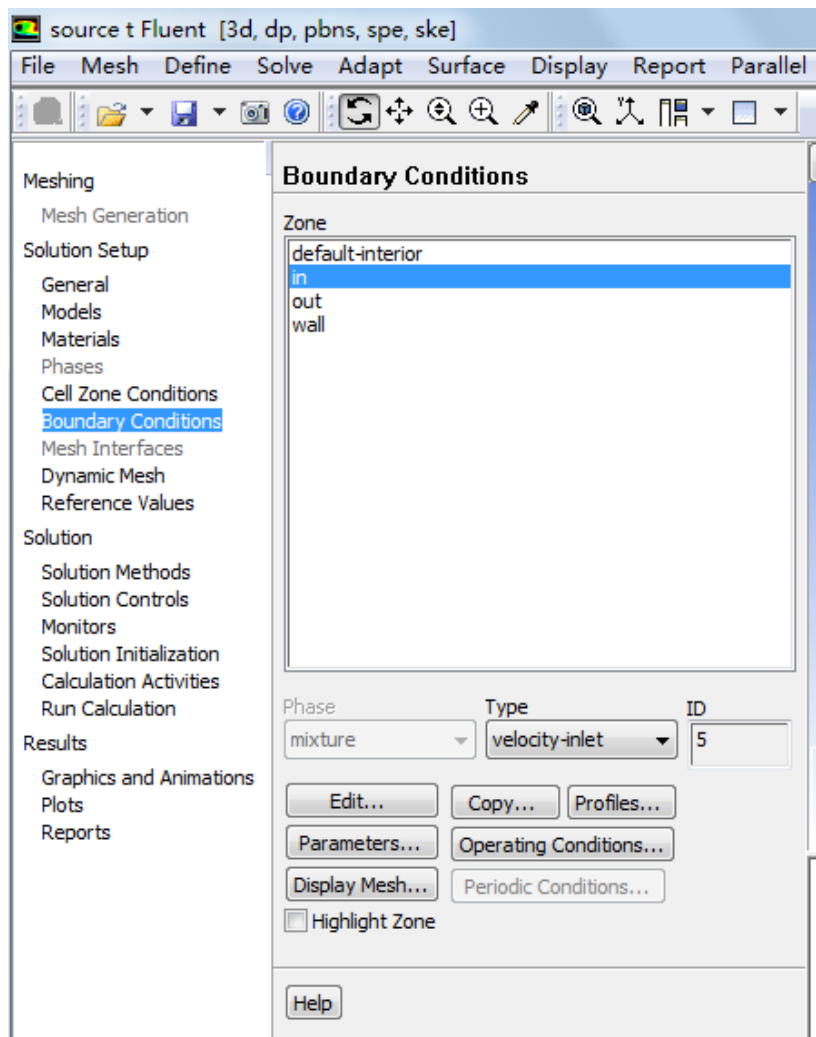 source t Fluent [3d, dp, pbns, spe, ske]
File Mesh Define Solve Adapt Surface Display Report Parallel
Meshing
Mesh Generation
Solution Setup
General
Models
Materials
Phases
Cell Zone Conditions
Boundary Conditions
Mesh Interfaces
Dynamic Mesh
Reference Values
Solution
Solution Methods
Solution Controls
Monitors
Solution Initialization
Calculation Activities
Run Calculation
Results
Graphics and Animations
Plots
Reports
Boundary Conditions
Zone
default-interior
in
out
wall
Phase Type ID
mixture velocity-inlet 5
Edit... Copy... Profiles...
Parameters... Operating Conditions...
Display Mesh... Periodic Conditions...
Highlight Zone
Help